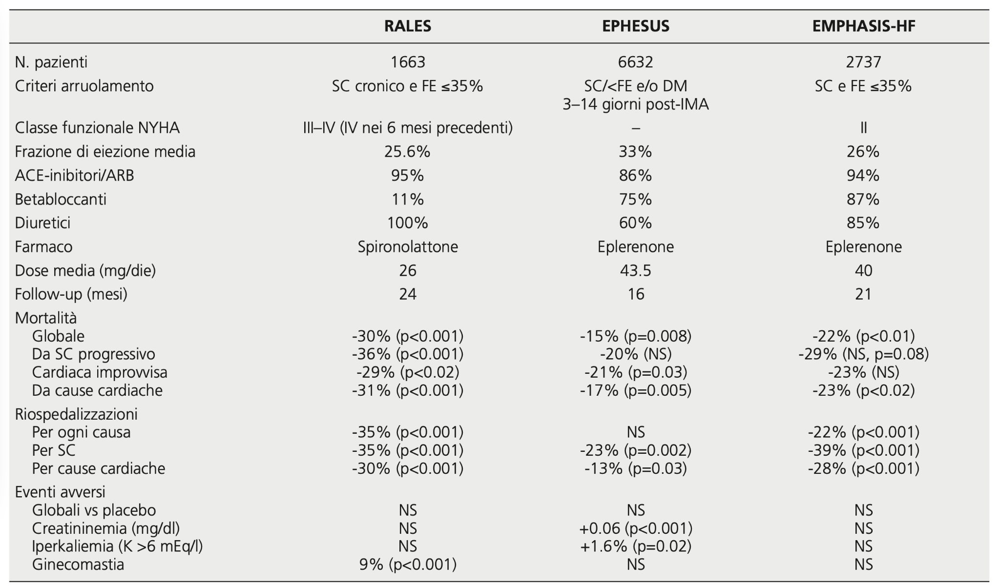 RALES EPHESUS EMPHASIS-HF
N. pazienti 1663 6632 2737
Criteri arruolamento SC cronico e FE ≤35% SC/<FE e/o DM SC e FE ≤35%
3–14 giorni post-IMA
Classe funzionale NYHA III–IV (IV nei 6 mesi precedenti) – II
Frazione di eiezione media 25.6% 33% 26%
ACE-inibitori/ARB 95% 86% 94%
Betabloccanti 11% 75% 87%
Diuretici 100% 60% 85%
Farmaco Spironolattone Eplerenone Eplerenone
Dose media (mg/die) 26 43.5 40
Follow-up (mesi) 24 16 21
Mortalità
Globale -30% (p<0.001) -15% (p=0.008) -22% (p<0.01)
Da SC progressivo -36% (p<0.001) -20% (NS) -29% (NS, p=0.08)
Cardiaca improvvisa -29% (p<0.02) -21% (p=0.03) -23% (NS)
Da cause cardiache -31% (p<0.001) -17% (p=0.005) -23% (p<0.02)
Riospedalizzazioni
Per ogni causa -35% (p<0.001) NS -22% (p<0.001)
Per SC -35% (p<0.001) -23% (p=0.002) -39% (p<0.001)
Per cause cardiache -30% (p<0.001) -13% (p=0.03) -28% (p<0.001)
Eventi avversi
Globali vs placebo NS NS NS
Creatininemia (mg/dl) NS +0.06 (p<0.001) NS
Iperkaliemia (K >6 mEq/l) NS +1.6% (p=0.02) NS
Ginecomastia 9% (p<0.001) NS NS